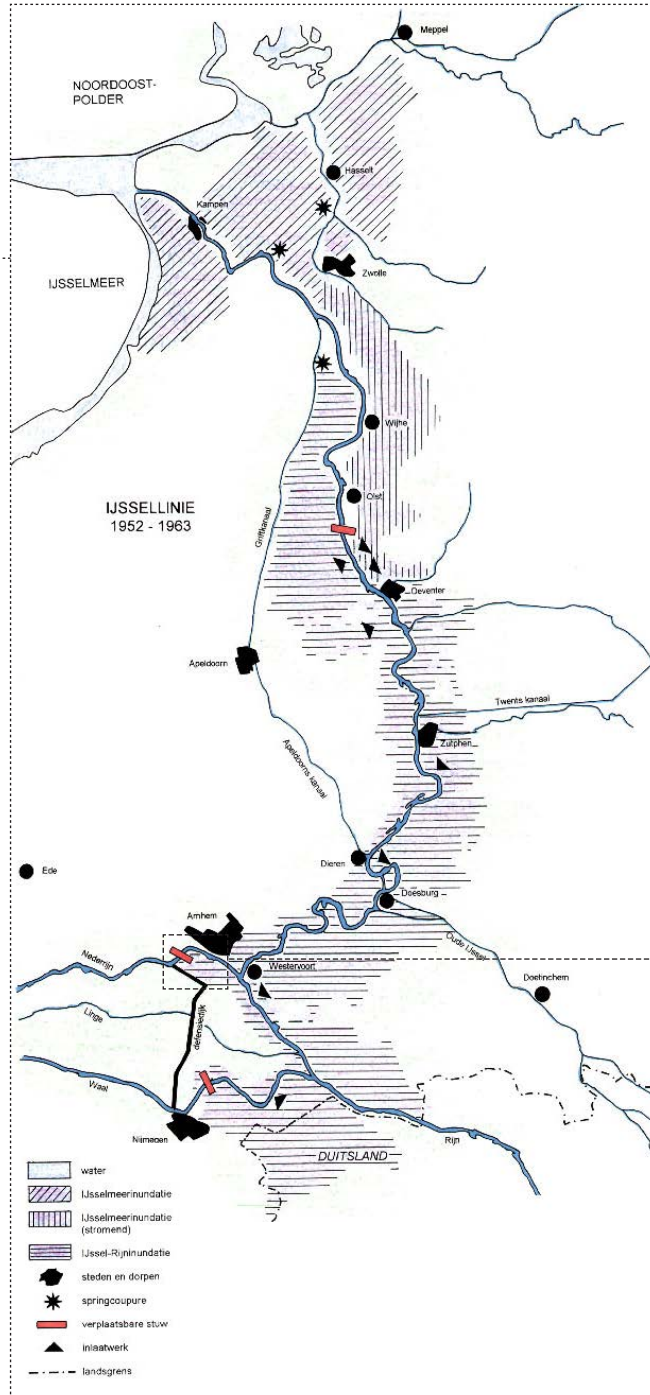 Meppel
NOORDOOST-
POLDER
Hasselt
Kampen
Zwolle
IJSSELMEER
Wijhe
Olst
IJSSELLINIE
1952 - 1963
Griftkanaal
Deventer
Apeldoorn
Twents kanaal
Zutphen
Apeldoorns kanaal
Dieren
Ede
Doesburg
Arnhem
Oude IJssel
Nederrijn
Westervoort
Doetinchem
Linge
defensiedijk
Waal
Nijmegen
Rijn
DUITSLAND
water
IJsselmeerinundatie
IJsselmeerinundatie
(stromend)
IJssel-Rijninundatie
steden en dorpen
springcoupure
verplaatsbare stuw
inlaatwerk
landsgrens